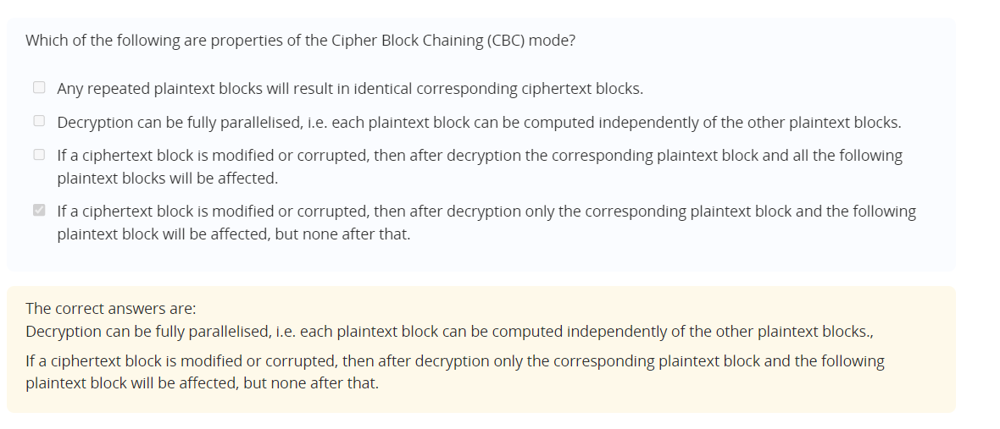 Which of the following are properties of the Cipher Block Chaining (CBC) mode?
Any repeated plaintext blocks will result in identical corresponding ciphertext blocks.
Decryption can be fully parallelised, i.e. each plaintext block can be computed independently of the other plaintext blocks.
If a ciphertext block is modified or corrupted, then after decryption the corresponding plaintext block and all the following
plaintext blocks will be affected.
If a ciphertext block is modified or corrupted, then after decryption only the corresponding plaintext block and the following
plaintext block will be affected, but none after that.
The correct answers are:
Decryption can be fully parallelised, i.e. each plaintext block can be computed independently of the other plaintext blocks.,
If a ciphertext block is modified or corrupted, then after decryption only the corresponding plaintext block and the following
plaintext block will be affected, but none after that.